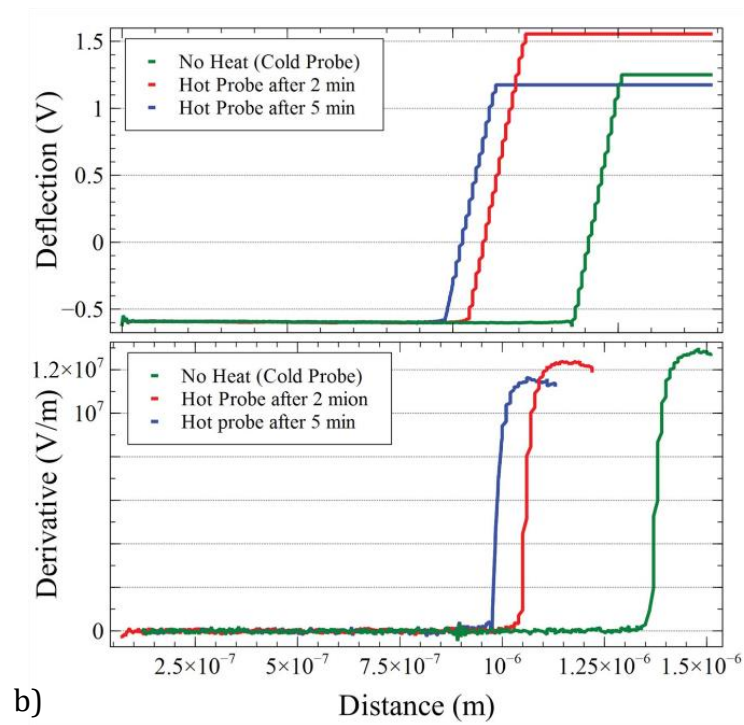 1.5
1
0.5
0
−0.5
Deflection (V)
No Heat (Cold Probe)
Hot Probe after 2 min
Hot Probe after 5 min
1.2×10⁷
10⁷
0
Derivative (V/m)
No Heat (Cold Probe)
Hot Probe after 2 mion
Hot probe after 5 min
2.5×10⁻⁷ 5×10⁻⁷ 7.5×10⁻⁷ 10⁻⁶ 1.25×10⁻⁶ 1.5×10⁻⁶
b) Distance (m)